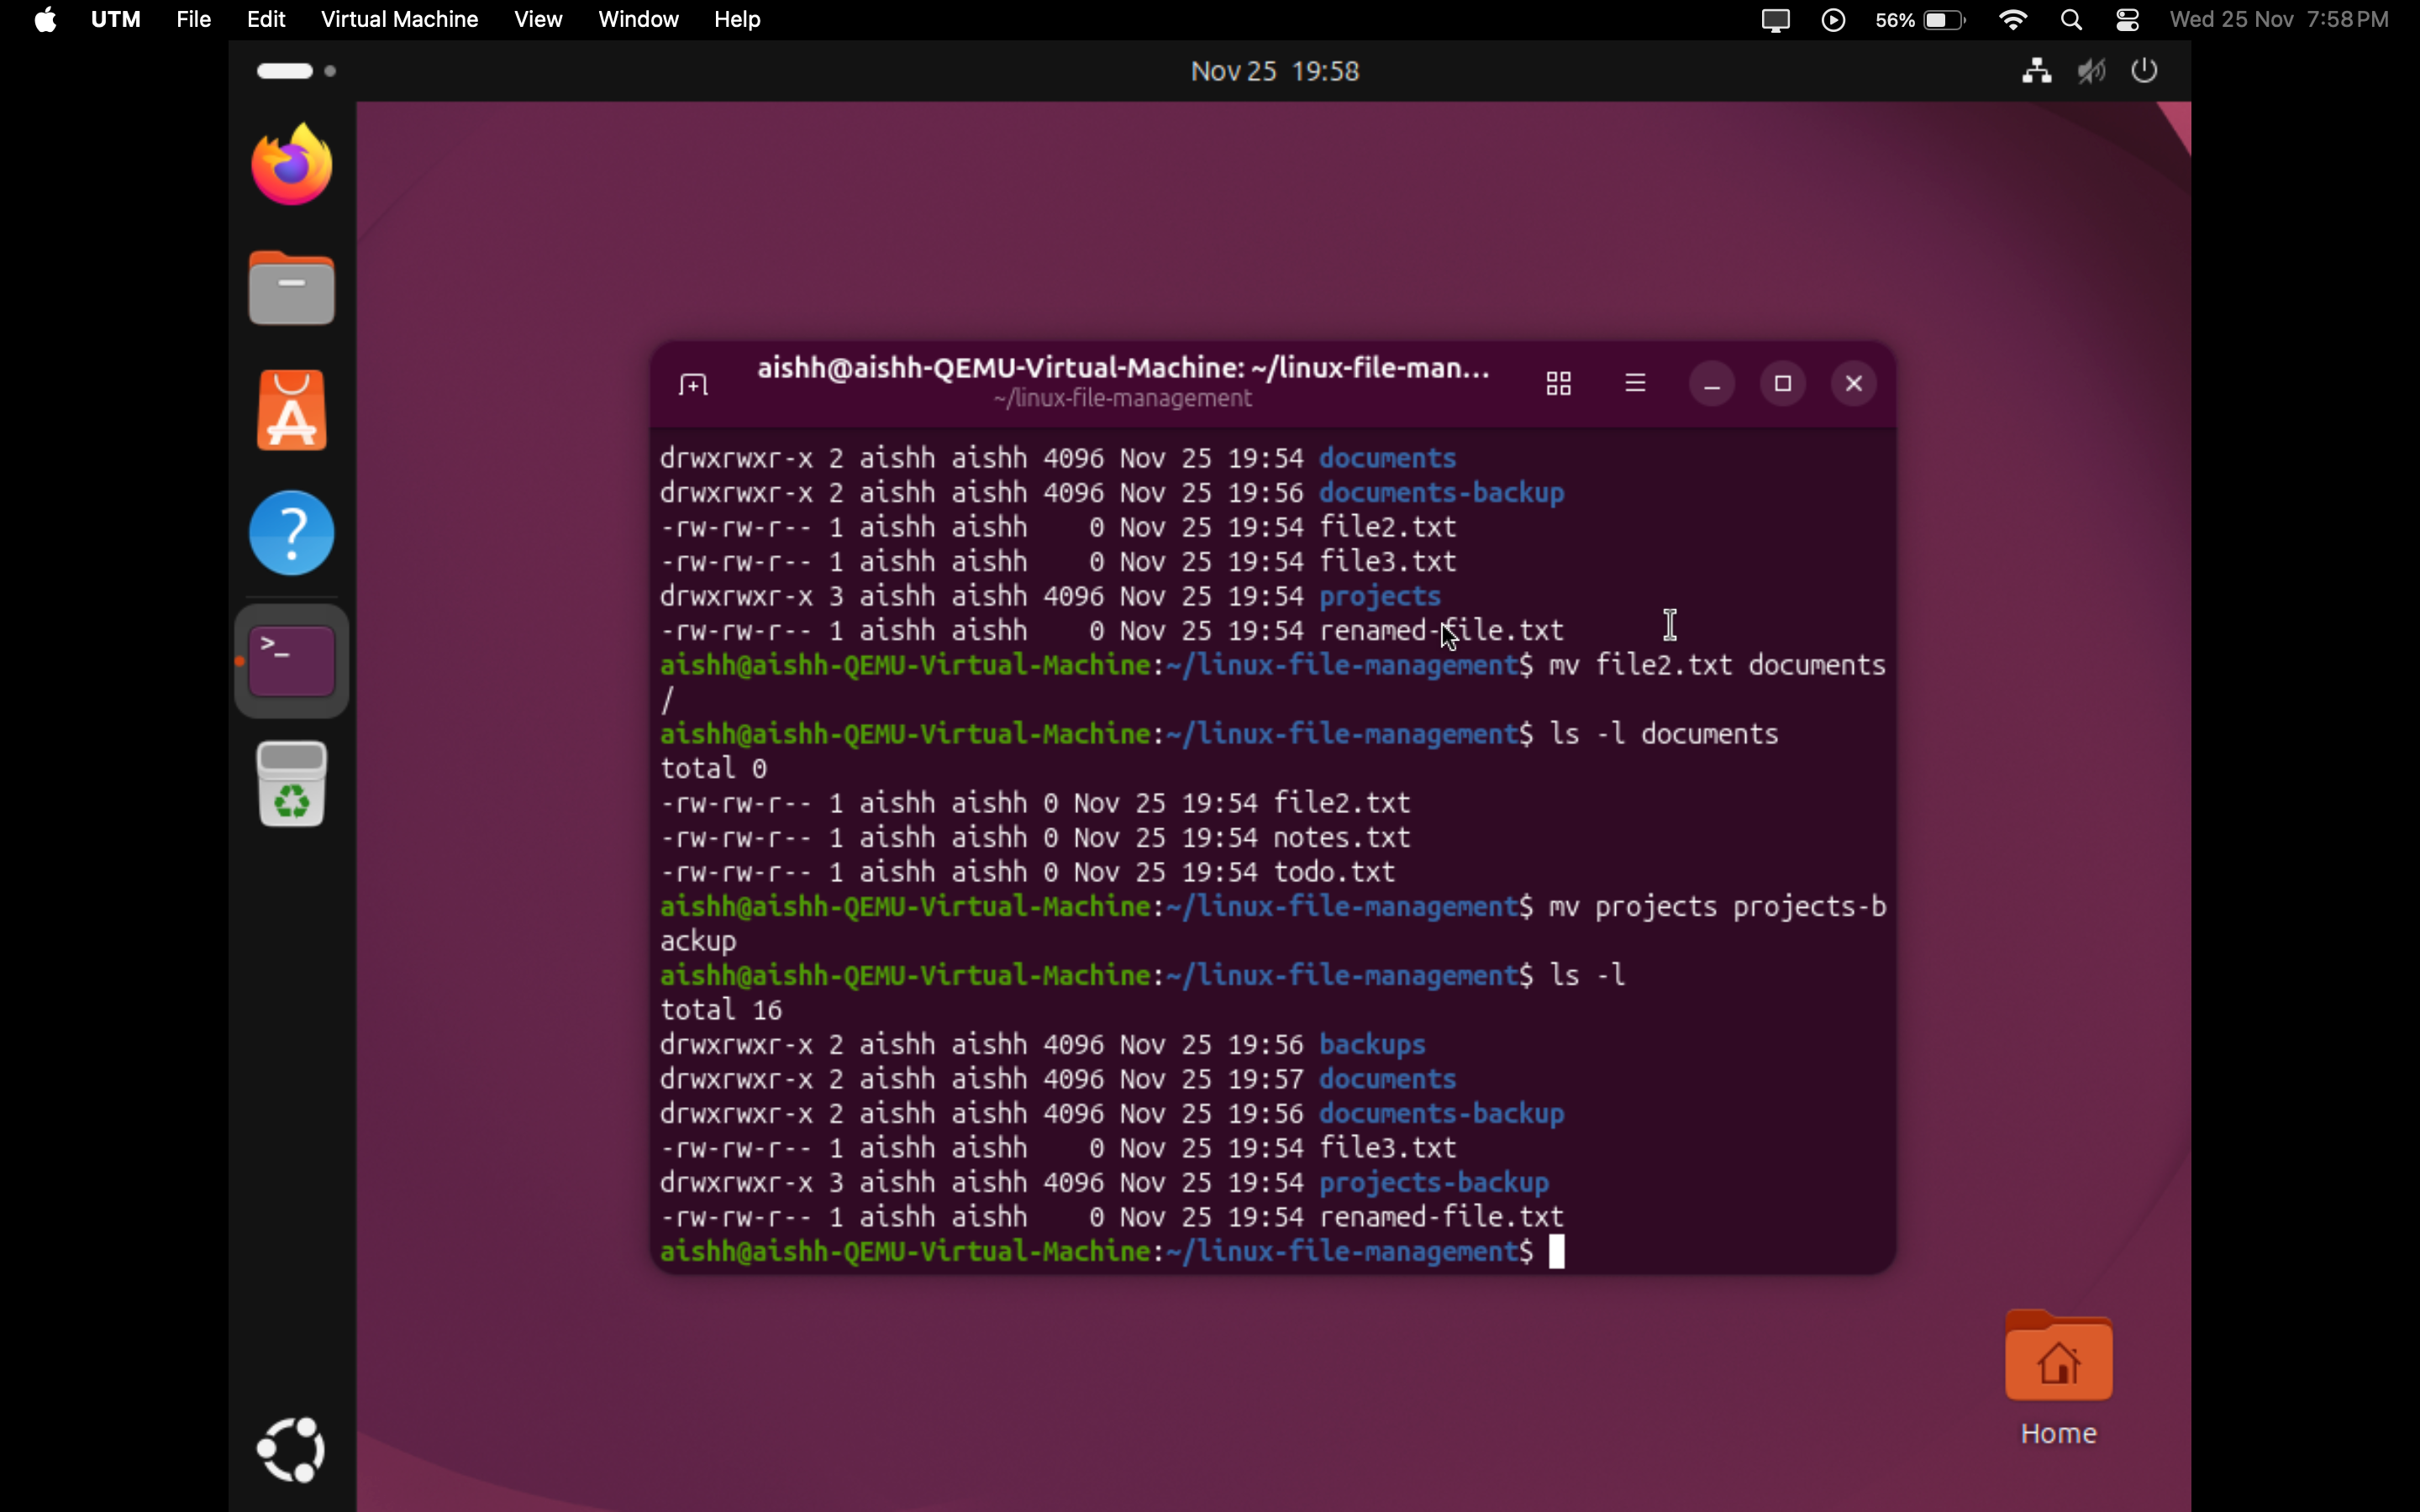 UTM File Edit Virtual Machine View Window Help 56% Wed 25 Nov 7:58 PM
Nov 25 19:58
aishh@aishh-QEMU-Virtual-Machine: ~/linux-file-man...
~/linux-file-management
drwxrwxr-x 2 aishh aishh 4096 Nov 25 19:54 documents
drwxrwxr-x 2 aishh aishh 4096 Nov 25 19:56 documents-backup
-rw-rw-r-- 1 aishh aishh    0 Nov 25 19:54 file2.txt
-rw-rw-r-- 1 aishh aishh    0 Nov 25 19:54 file3.txt
drwxrwxr-x 3 aishh aishh 4096 Nov 25 19:54 projects
-rw-rw-r-- 1 aishh aishh    0 Nov 25 19:54 renamed-file.txt
aishh@aishh-QEMU-Virtual-Machine:~/linux-file-management$ mv file2.txt documents
/
aishh@aishh-QEMU-Virtual-Machine:~/linux-file-management$ ls -l documents
total 0
-rw-rw-r-- 1 aishh aishh 0 Nov 25 19:54 file2.txt
-rw-rw-r-- 1 aishh aishh 0 Nov 25 19:54 notes.txt
-rw-rw-r-- 1 aishh aishh 0 Nov 25 19:54 todo.txt
aishh@aishh-QEMU-Virtual-Machine:~/linux-file-management$ mv projects projects-b
ackup
aishh@aishh-QEMU-Virtual-Machine:~/linux-file-management$ ls -l
total 16
drwxrwxr-x 2 aishh aishh 4096 Nov 25 19:56 backups
drwxrwxr-x 2 aishh aishh 4096 Nov 25 19:57 documents
drwxrwxr-x 2 aishh aishh 4096 Nov 25 19:56 documents-backup
-rw-rw-r-- 1 aishh aishh    0 Nov 25 19:54 file3.txt
drwxrwxr-x 3 aishh aishh 4096 Nov 25 19:54 projects-backup
-rw-rw-r-- 1 aishh aishh    0 Nov 25 19:54 renamed-file.txt
aishh@aishh-QEMU-Virtual-Machine:~/linux-file-management$
Home